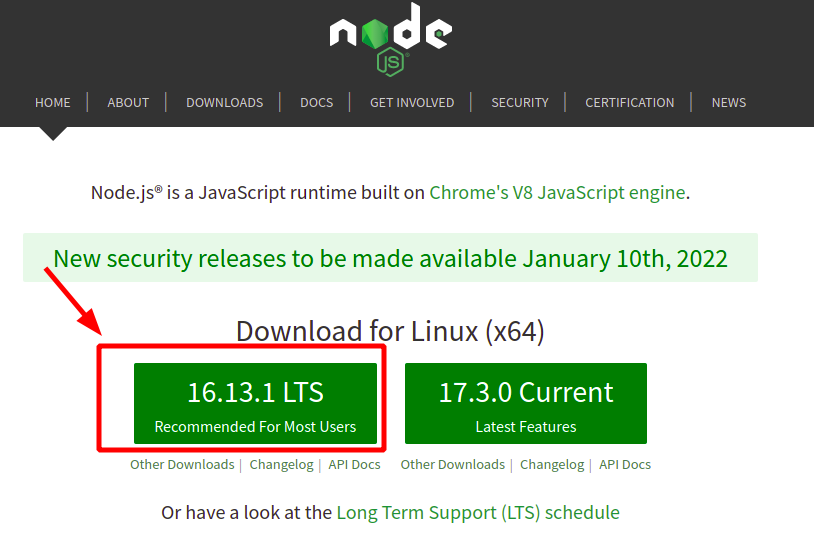 node
JS
HOME | ABOUT | DOWNLOADS | DOCS | GET INVOLVED | SECURITY | CERTIFICATION | NEWS
Node.js® is a JavaScript runtime built on Chrome's V8 JavaScript engine.
New security releases to be made available January 10th, 2022
Download for Linux (x64)
16.13.1 LTS
Recommended For Most Users
17.3.0 Current
Latest Features
Other Downloads | Changelog | API Docs
Other Downloads | Changelog | API Docs
Or have a look at the Long Term Support (LTS) schedule